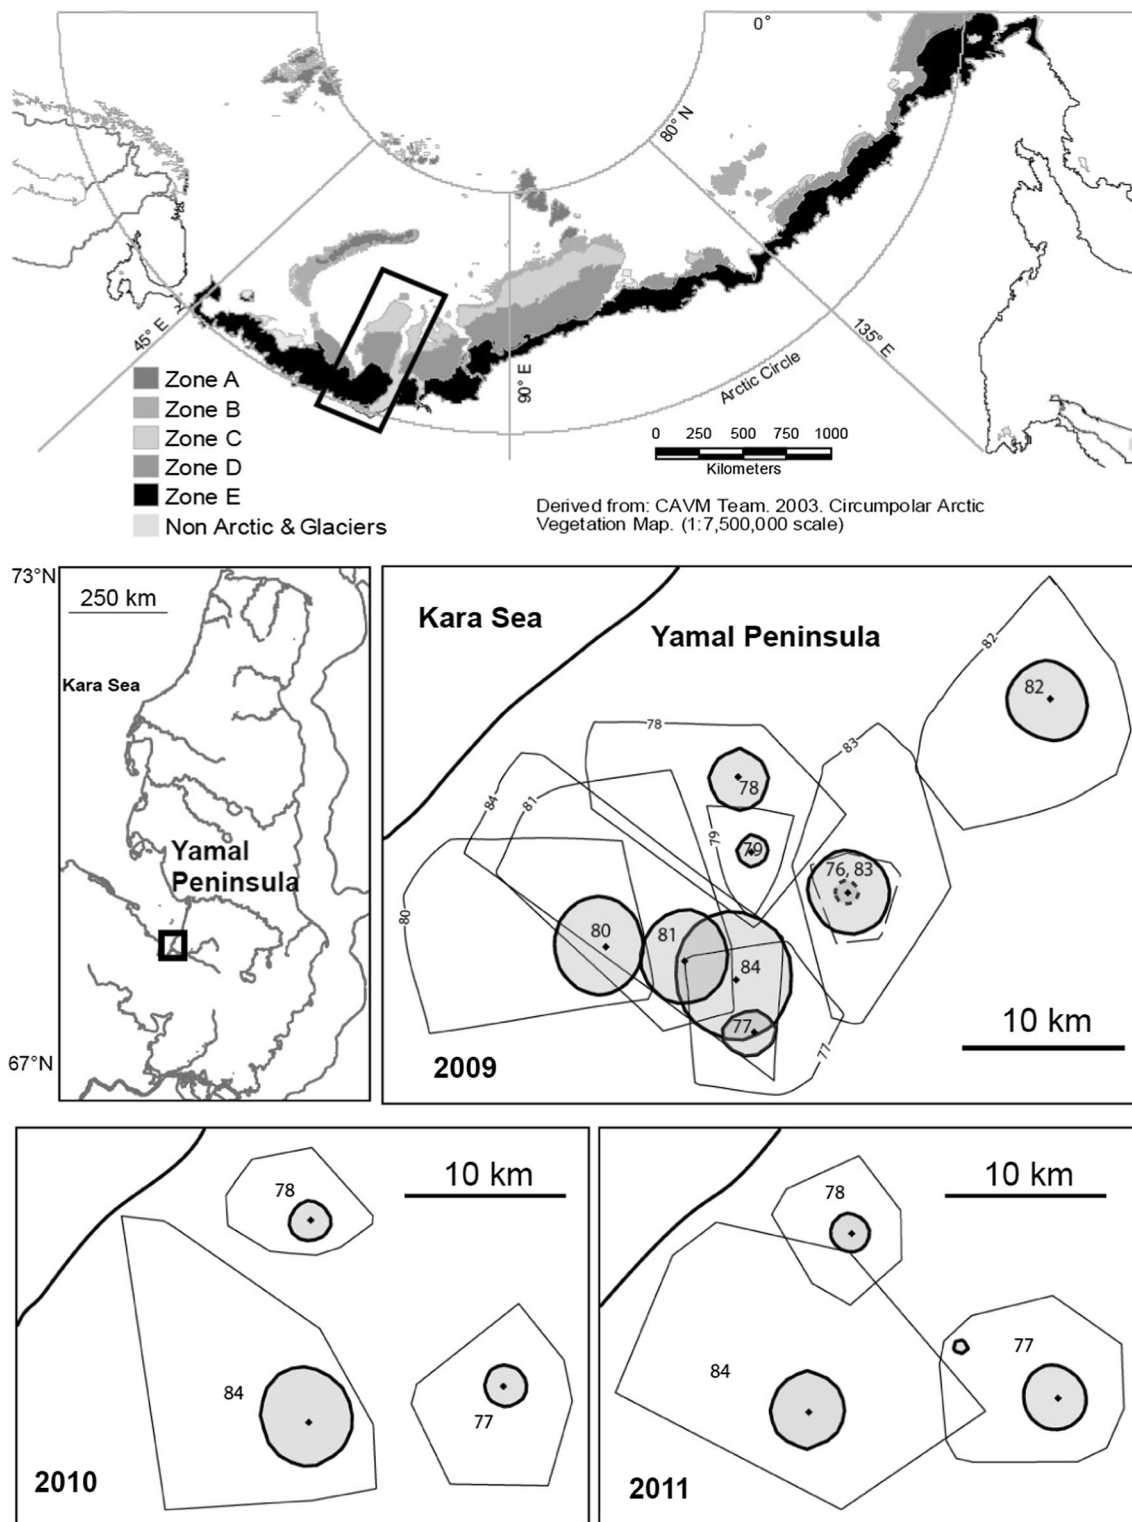 0°
80° N
45° E
135° E
90° E
Arctic Circle
Zone A
Zone B
Zone C
Zone D
Zone E
Non Arctic & Glaciers
0 250 500 750 1000
Kilometers
Derived from: CAVM Team. 2003. Circumpolar Arctic
Vegetation Map. (1:7,500,000 scale)
73°N
250 km
Kara Sea
Yamal
Peninsula
67°N
Kara Sea
Yamal Peninsula
82
82
78
83
84
81
78
79
79
76, 83
80
80
81
84
77
77
10 km
2009
78
10 km
84
77
2010
78
10 km
84
77
2011